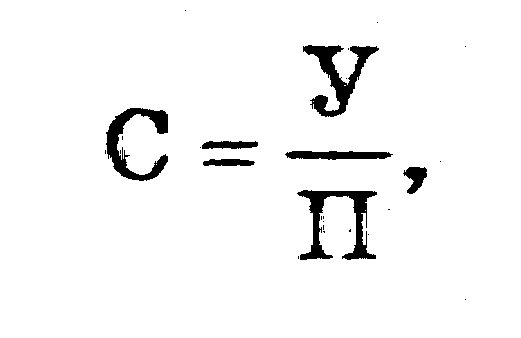 С = У/П,